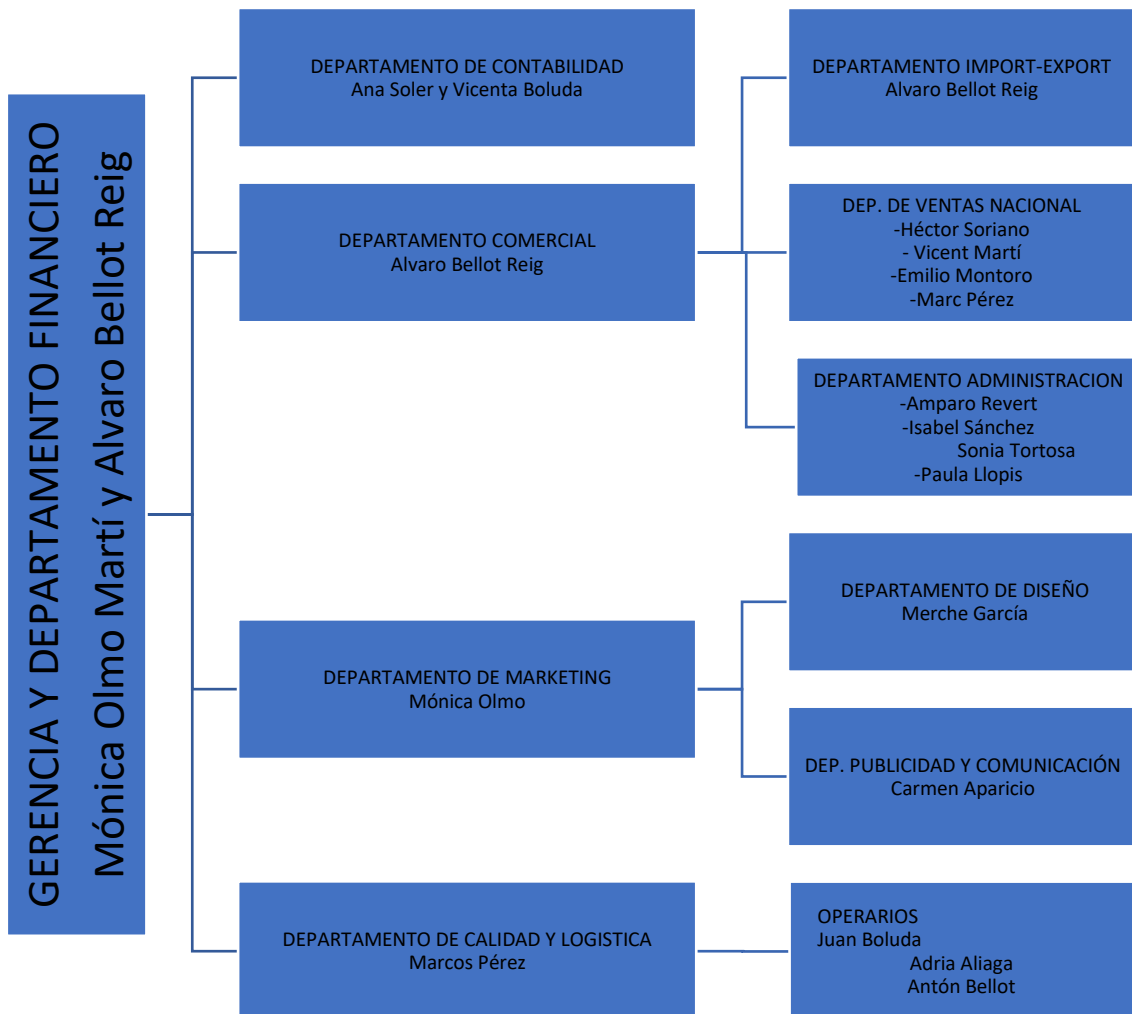 GERENCIA Y DEPARTAMENTO FINANCIERO
Mónica Olmo Martí y Alvaro Bellot Reig
DEPARTAMENTO DE CONTABILIDAD
Ana Soler y Vicenta Boluda
DEPARTAMENTO COMERCIAL
Alvaro Bellot Reig
DEPARTAMENTO IMPORT-EXPORT
Alvaro Bellot Reig
DEP. DE VENTAS NACIONAL
-Héctor Soriano
- Vicent Martí
-Emilio Montoro
-Marc Pérez
DEPARTAMENTO ADMINISTRACION
-Amparo Revert
-Isabel Sánchez
Sonia Tortosa
-Paula Llopis
DEPARTAMENTO DE MARKETING
Mónica Olmo
DEPARTAMENTO DE DISEÑO
Merche García
DEP. PUBLICIDAD Y COMUNICACIÓN
Carmen Aparicio
DEPARTAMENTO DE CALIDAD Y LOGISTICA
Marcos Pérez
OPERARIOS
Juan Boluda
Adria Aliaga
Antón Bellot